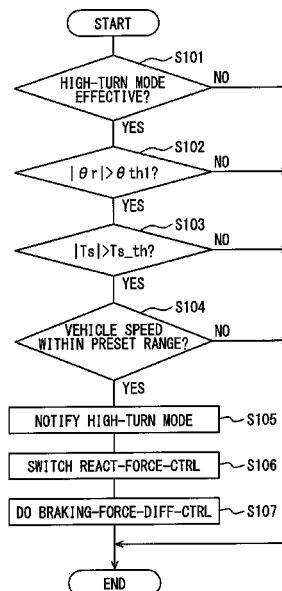 START
S101
HIGH-TURN MODE
EFFECTIVE?
NO
YES
S102
|θr|>θth1?
NO
YES
S103
|Ts|>Ts_th?
NO
YES
S104
VEHICLE SPEED
WITHIN PRESET RANGE?
NO
YES
NOTIFY HIGH-TURN MODE
S105
SWITCH REACT-FORCE-CTRL
S106
DO BRAKING-FORCE-DIFF-CTRL
S107
END